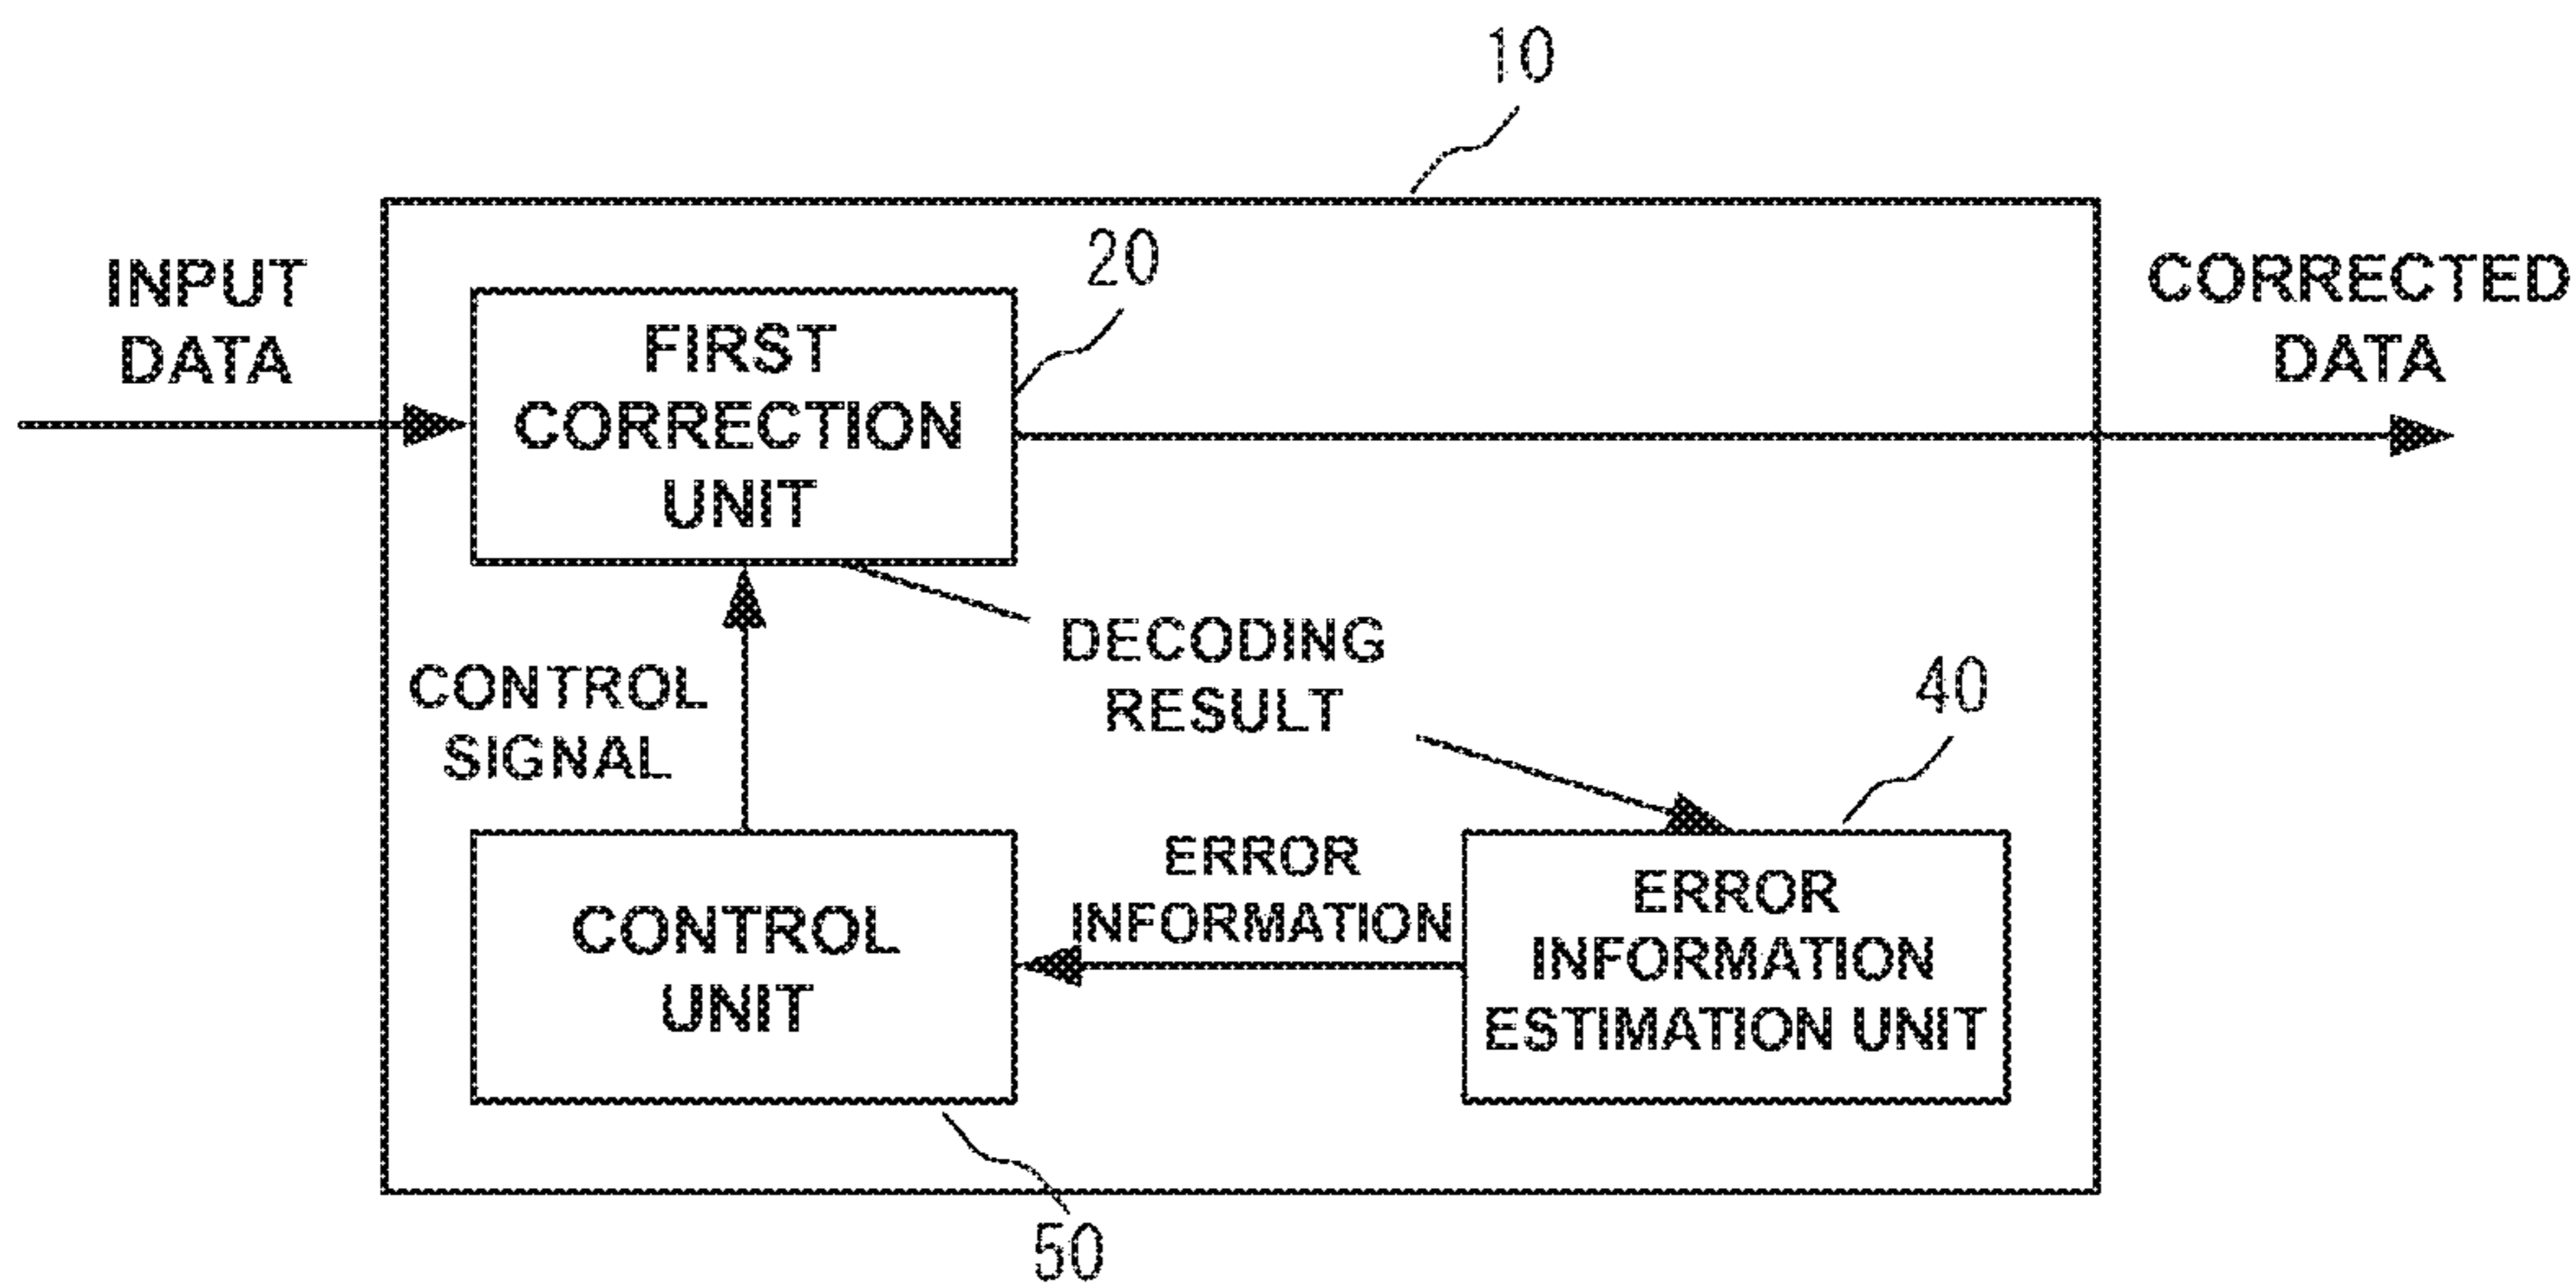 10
INPUT
DATA
20
CORRECTED
DATA
FIRST
CORRECTION
UNIT
DECODING
RESULT
CONTROL
SIGNAL
40
ERROR
INFORMATION
CONTROL
UNIT
ERROR
INFORMATION
ESTIMATION UNIT
50